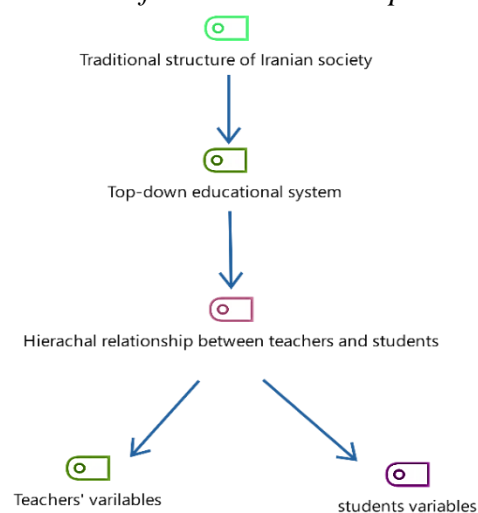 Traditional structure of Iranian society
Top-down educational system
Hierachal relationship between teachers and students
Teachers' varilables
students variables